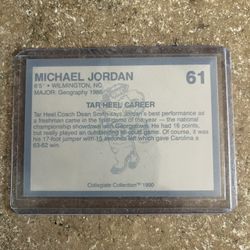 MICHAEL JORDAN
61
6'6" • WILMINGTON, NC
MAJOR: Geography 1986
TAR HEEL CAREER
Tar Heel Coach Dean Smith says Jordan's best performance as
a freshman came in the final game of the year — the national
championship showdown with Georgetown. He had 16 points,
but really played an outstanding all-court game. Of course, it was
his 17-foot jumper with 15 seconds left which gave Carolina a
63-62 win.
Collegiate Collection™ 1990